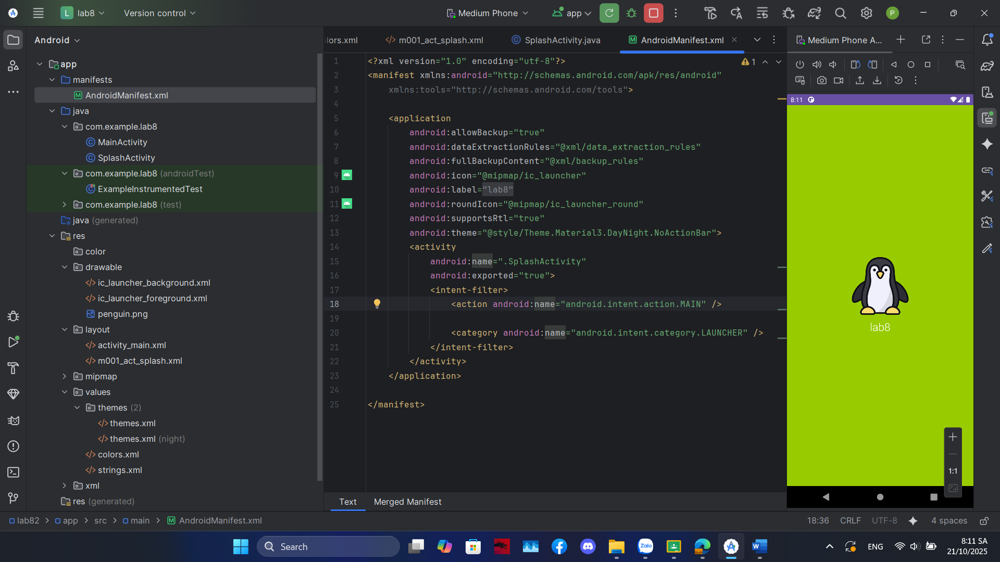 L lab8
Version control
Medium Phone
app
P
Android
app
manifests
AndroidManifest.xml
java
com.example.lab8
MainActivity
SplashActivity
com.example.lab8 (androidTest)
ExampleInstrumentedTest
com.example.lab8 (test)
java (generated)
res
color
drawable
ic_launcher_background.xml
ic_launcher_foreground.xml
penguin.png
layout
activity_main.xml
m001_act_splash.xml
mipmap
values
themes (2)
themes.xml
themes.xml (night)
colors.xml
strings.xml
xml
res (generated)
lors.xml
m001_act_splash.xml
SplashActivity.java
AndroidManifest.xml
1 <?xml version="1.0" encoding="utf-8"?>
1
2 <manifest xmlns:android="http://schemas.android.com/apk/res/android"
3 xmlns:tools="http://schemas.android.com/tools">
4
5 <application
6 android:allowBackup="true"
7 android:dataExtractionRules="@xml/data_extraction_rules"
8 android:fullBackupContent="@xml/backup_rules"
9 android:icon="@mipmap/ic_launcher"
10 android:label="lab8"
11 android:roundIcon="@mipmap/ic_launcher_round"
12 android:supportsRtl="true"
13 android:theme="@style/Theme.Material3.DayNight.NoActionBar">
14 <activity
15 android:name=".SplashActivity"
16 android:exported="true">
17 <intent-filter>
18 <action android:name="android.intent.action.MAIN" />
19
20 <category android:name="android.intent.category.LAUNCHER" />
21 </intent-filter>
22 </activity>
23 </application>
24
25 </manifest>
Text
Merged Manifest
Medium Phone A...
8:11
lab8
1:1
lab82 > app > src > main > AndroidManifest.xml
18:36 CRLF UTF-8 4 spaces
Search
Zalo
W
ENG
8:11 SA
21/10/2025